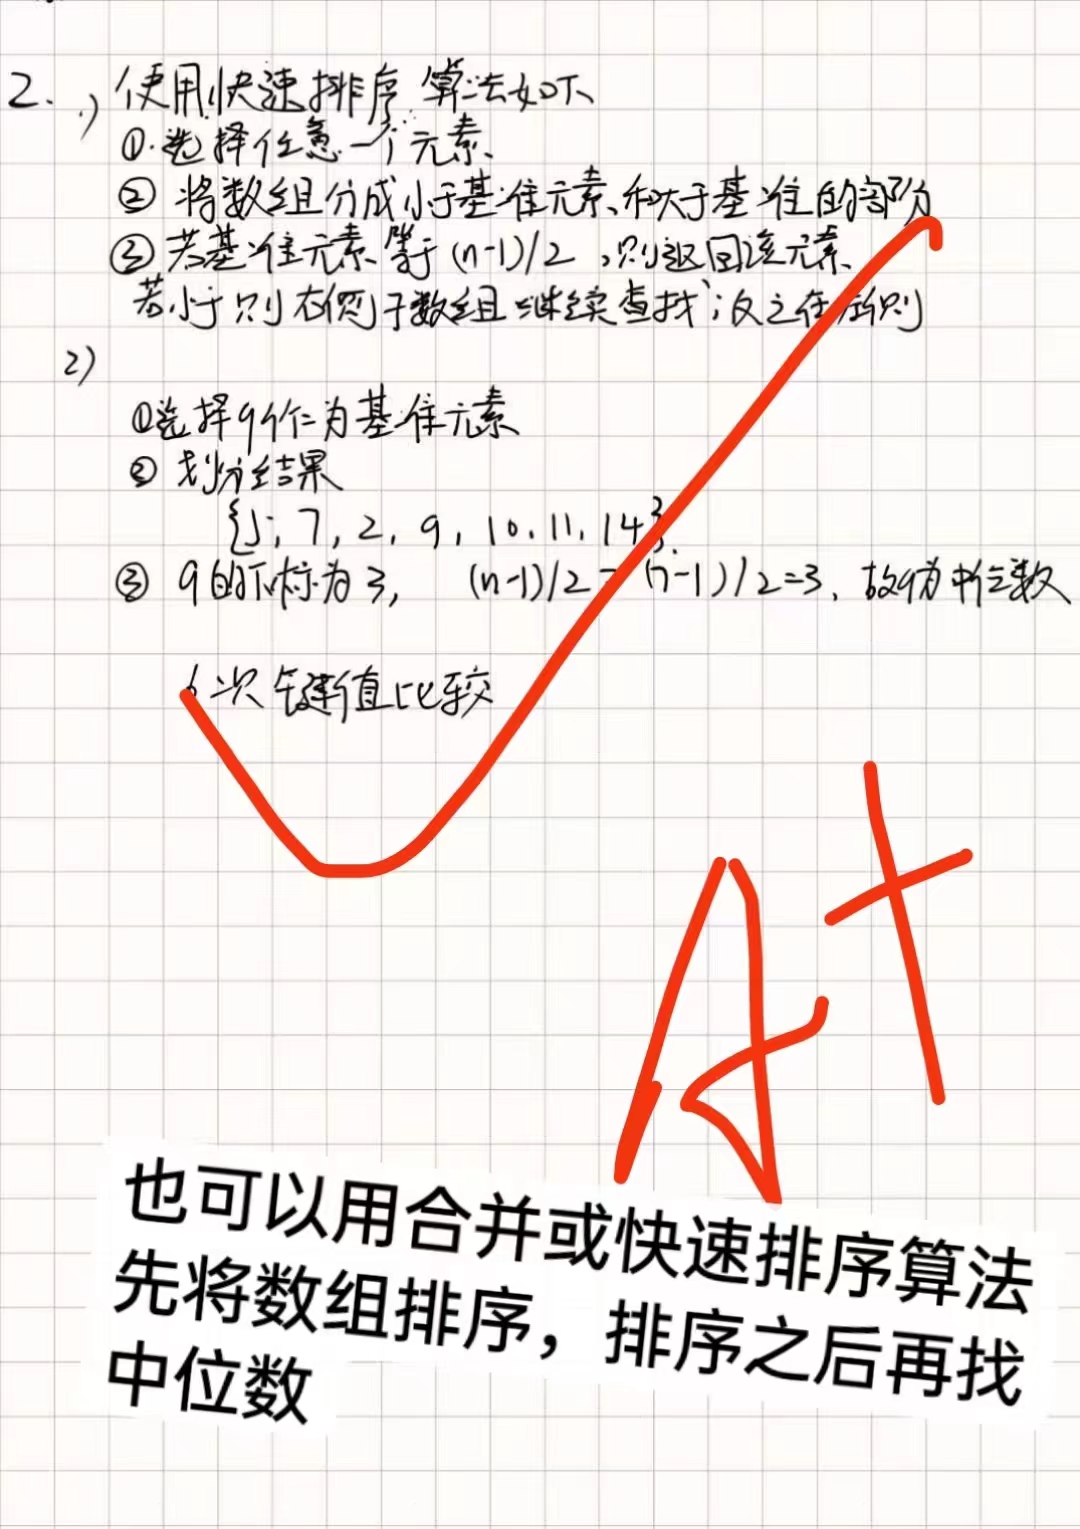 2. 1) 使用快速排序 算法如下
①. 选择任意一个元素
② 将数组分成小于基准元素和大于基准的部分
③ 若基准元素等于(n-1)/2，则返回该元素
若小于则右侧子数组继续查找；反之在左侧
2)
①选择9作为基准元素
② 划分结果
{5, 7, 2, 9, 10, 11, 14}.
③ 9的下标为3, (n-1)/2 = (7-1)/2=3, 故9为中位数
6次键值比较
A+
也可以用合并或快速排序算法
先将数组排序，排序之后再找
中位数